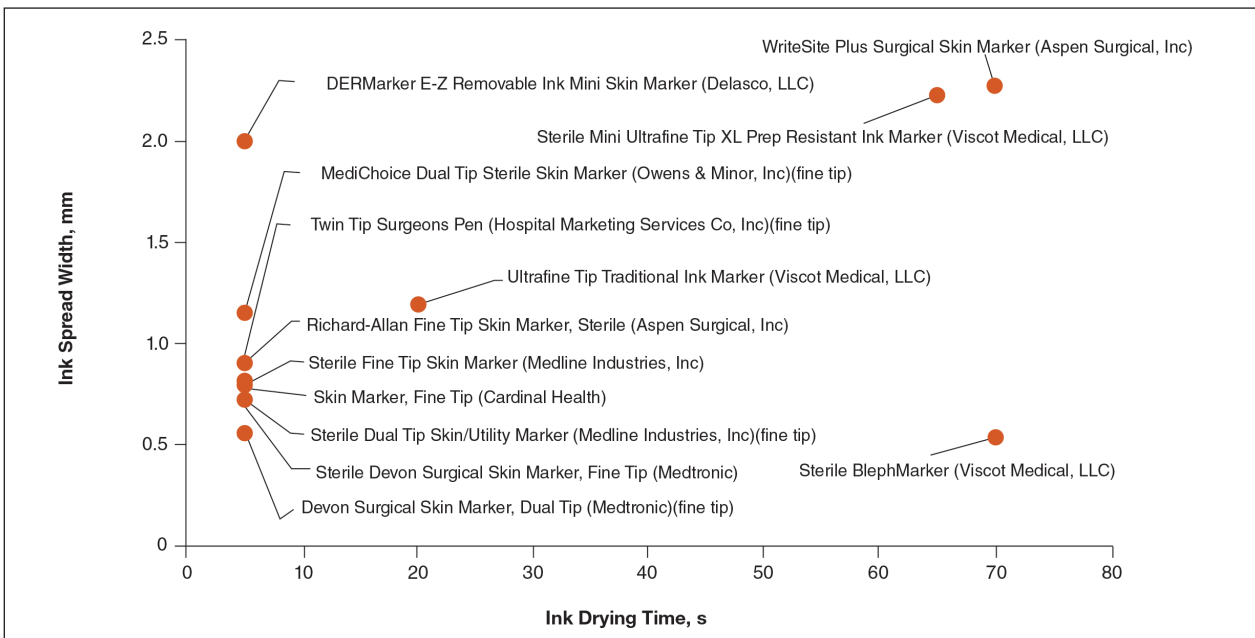 2.5
WriteSite Plus Surgical Skin Marker (Aspen Surgical, Inc)
DERMarker E-Z Removable Ink Mini Skin Marker (Delasco, LLC)
2.0
Sterile Mini Ultrafine Tip XL Prep Resistant Ink Marker (Viscot Medical, LLC)
MediChoice Dual Tip Sterile Skin Marker (Owens & Minor, Inc)(fine tip)
Twin Tip Surgeons Pen (Hospital Marketing Services Co, Inc)(fine tip)
1.5
Ultrafine Tip Traditional Ink Marker (Viscot Medical, LLC)
Ink Spread Width, mm
Richard-Allan Fine Tip Skin Marker, Sterile (Aspen Surgical, Inc)
1.0
Sterile Fine Tip Skin Marker (Medline Industries, Inc)
Skin Marker, Fine Tip (Cardinal Health)
Sterile Dual Tip Skin/Utility Marker (Medline Industries, Inc)(fine tip)
0.5
Sterile BlephMarker (Viscot Medical, LLC)
Sterile Devon Surgical Skin Marker, Fine Tip (Medtronic)
Devon Surgical Skin Marker, Dual Tip (Medtronic)(fine tip)
0
0 10 20 30 40 50 60 70 80
Ink Drying Time, s